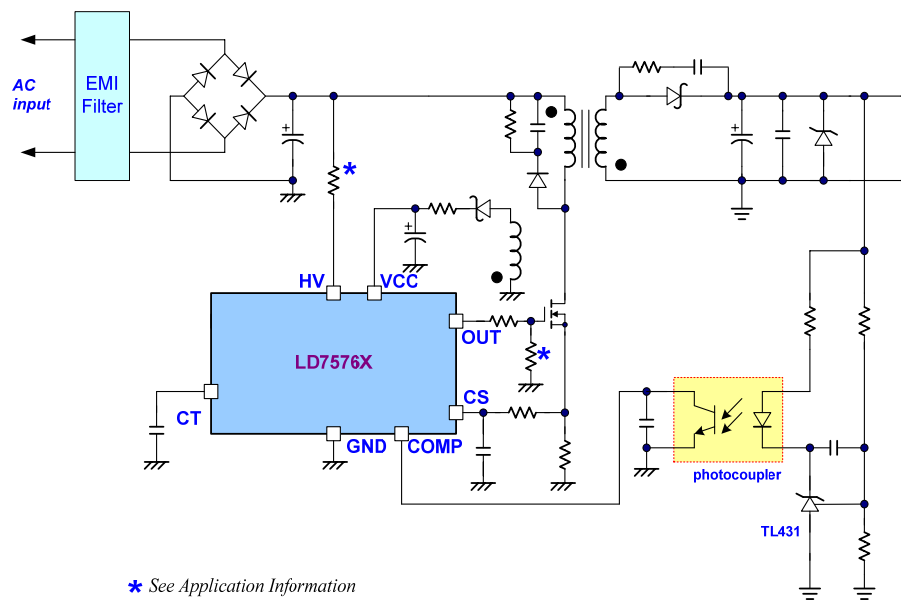 AC
input
EMI
Filter
*
+
+
+
HV
VCC
LD7576X
OUT
*
CT
CS
GND
COMP
photocoupler
TL431
* See Application Information